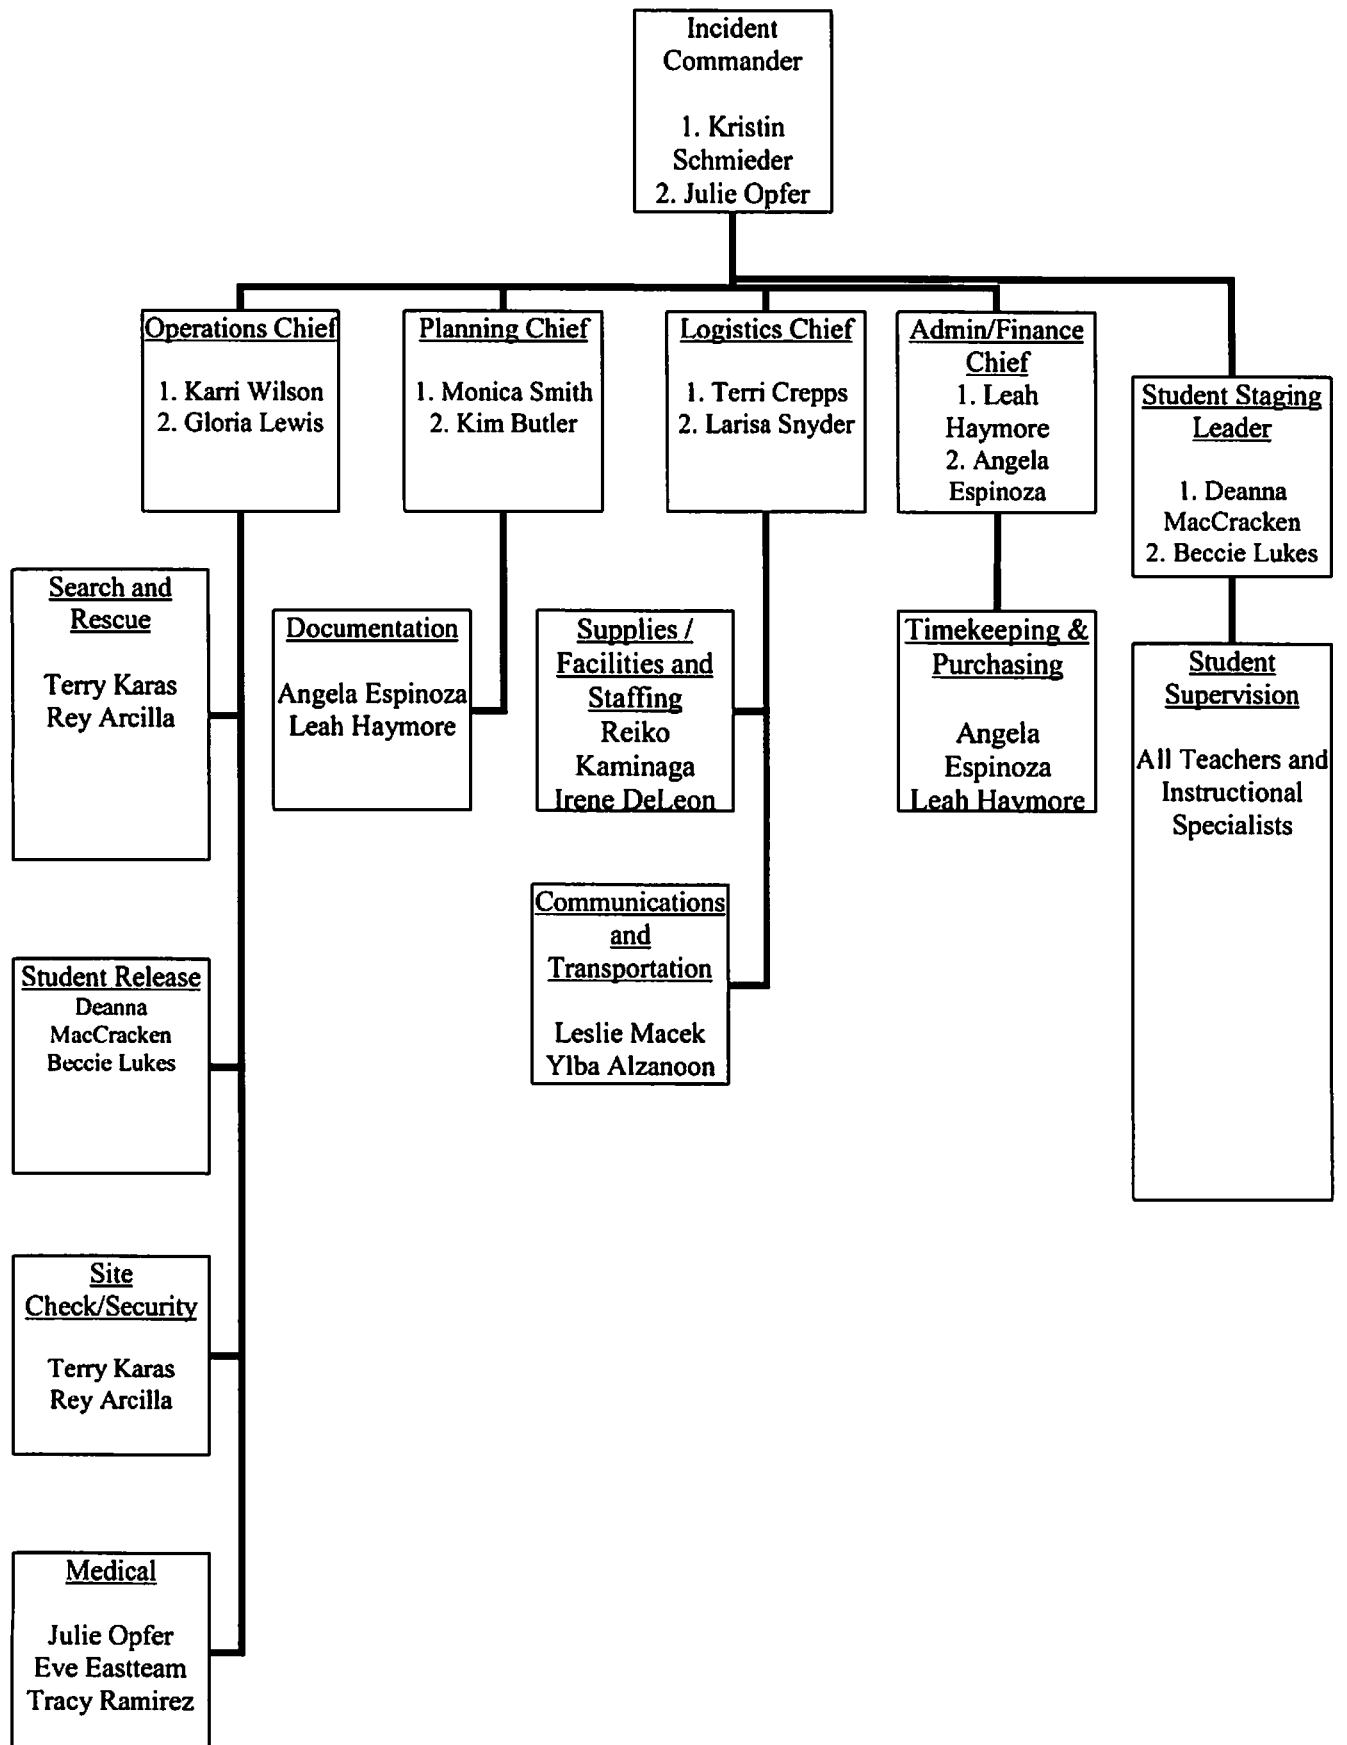 Incident
Commander
1. Kristin
Schmieder
2. Julie Opfer
Operations Chief
1. Karri Wilson
2. Gloria Lewis
Planning Chief
1. Monica Smith
2. Kim Butler
Logistics Chief
1. Terri Crepps
2. Larisa Snyder
Admin/Finance
Chief
1. Leah
Haymore
2. Angela
Espinoza
Student Staging
Leader
1. Deanna
MacCracken
2. Beccie Lukes
Search and
Rescue
Terry Karas
Rey Arcilla
Documentation
Angela Espinoza
Leah Haymore
Supplies /
Facilities and
Staffing
Reiko
Kaminaga
Irene DeLeon
Timekeeping &
Purchasing
Angela
Espinoza
Leah Haymore
Student
Supervision
All Teachers and
Instructional
Specialists
Communications
and
Transportation
Leslie Macek
Ylba Alzanoon
Student Release
Deanna
MacCracken
Beccie Lukes
Site
Check/Security
Terry Karas
Rey Arcilla
Medical
Julie Opfer
Eve Eastteam
Tracy Ramirez